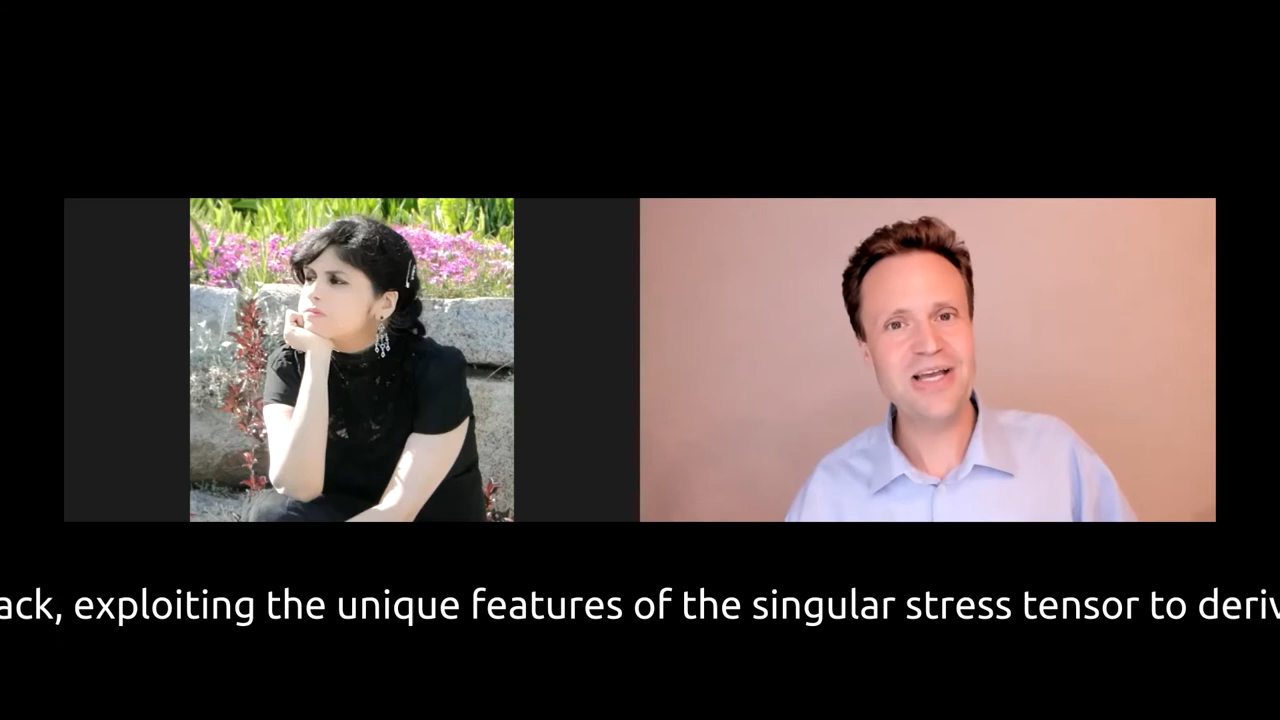 ack, exploiting the unique features of the singular stress tensor to deriv